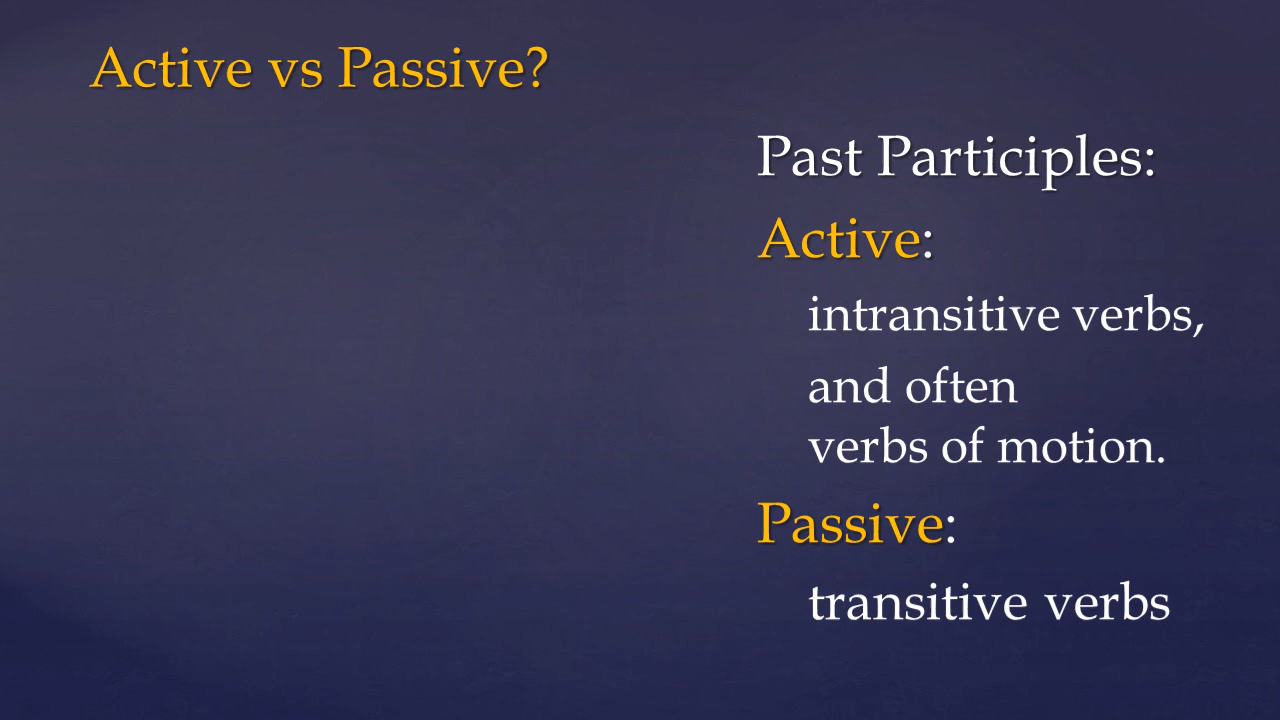 Active vs Passive?
Past Participles:
Active:
intransitive verbs,
and often
verbs of motion.
Passive:
transitive verbs